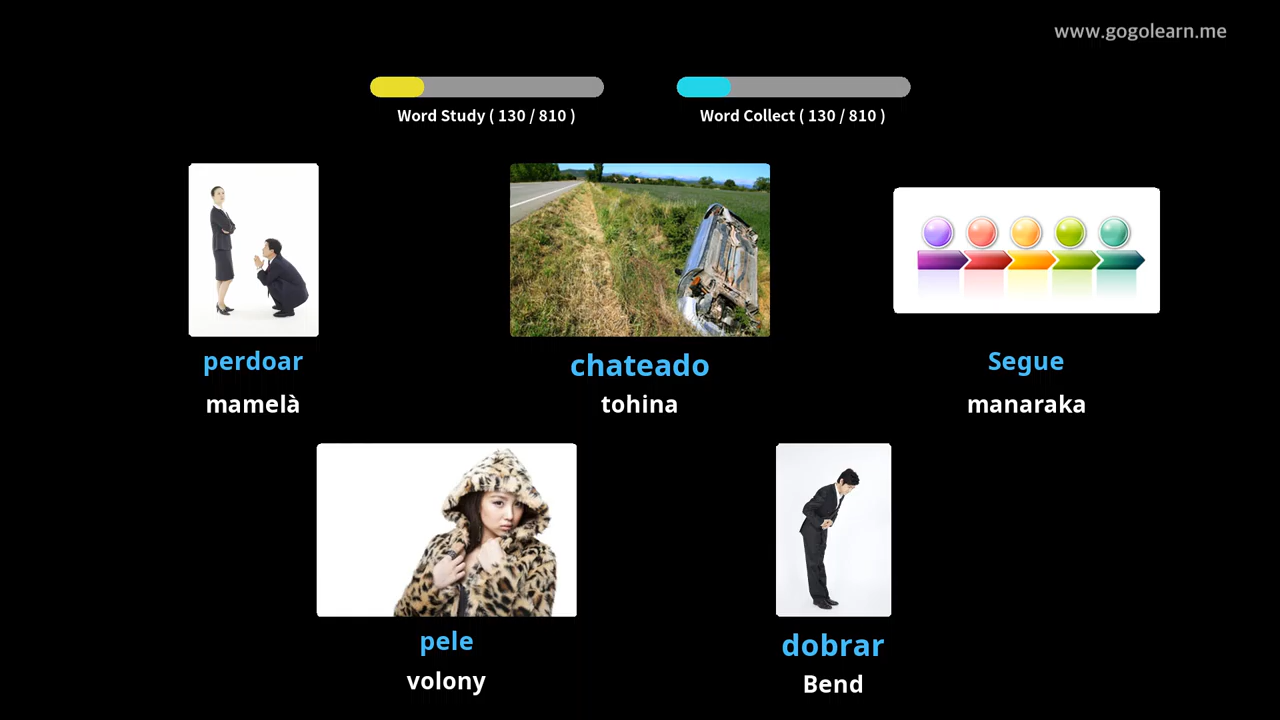 www.gogolearn.me
Word Study ( 130 / 810 )
Word Collect ( 130 / 810 )
perdoar
mamelà
chateado
tohina
Segue
manaraka
pele
volony
dobrar
Bend